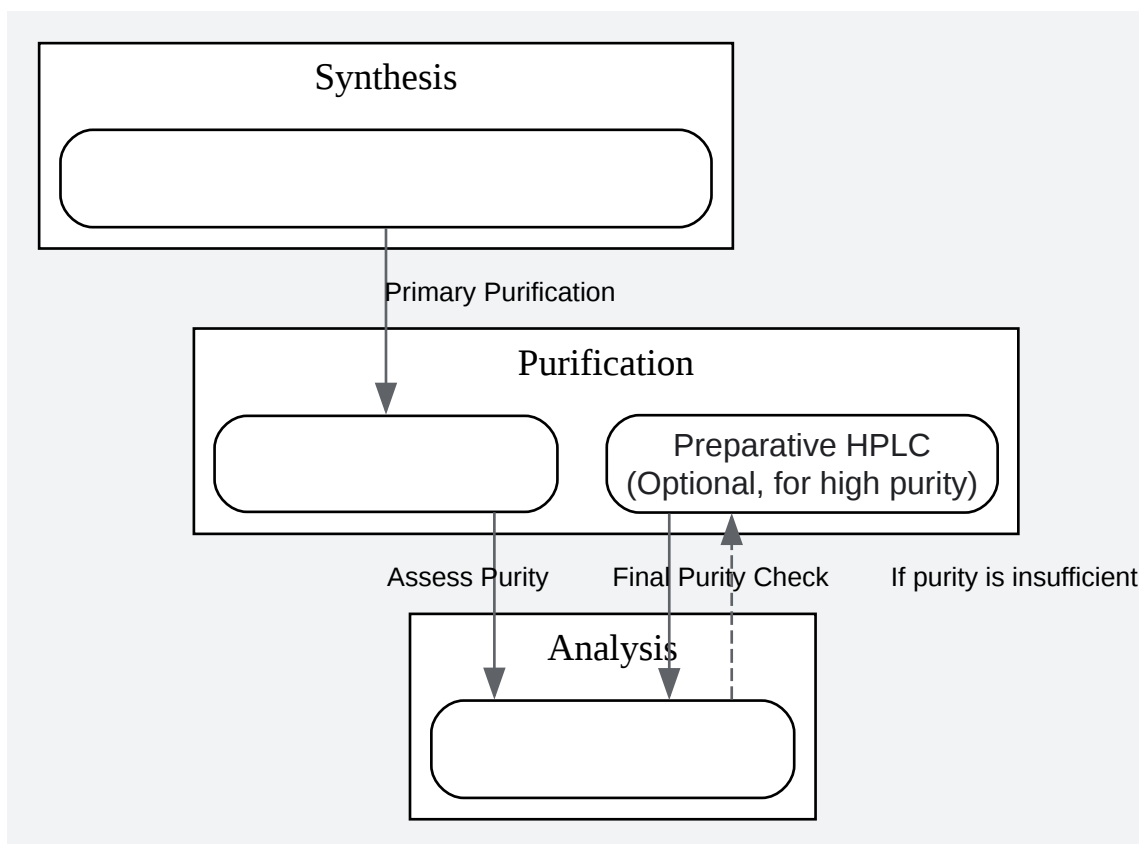 Synthesis
Primary Purification
Purification
Preparative HPLC
(Optional, for high purity)
Assess Purity
Final Purity Check
If purity is insufficient
Analysis